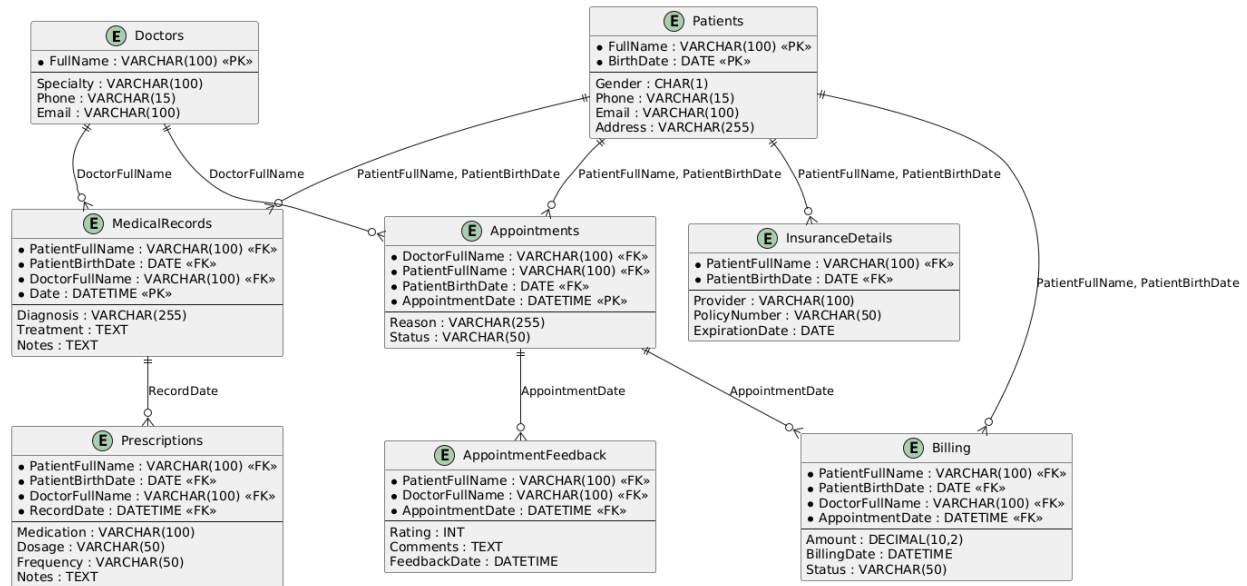 E Doctors
FullName : VARCHAR(100) «PK»
Specialty : VARCHAR(100)
Phone : VARCHAR(15)
Email : VARCHAR(100)
E Patients
FullName : VARCHAR(100) «PK»
BirthDate : DATE «PK»
Gender : CHAR(1)
Phone : VARCHAR(15)
Email : VARCHAR(100)
Address : VARCHAR(255)
DoctorFullName
DoctorFullName
PatientFullName, PatientBirthDate
PatientFullName, PatientBirthDate
PatientFullName, PatientBirthDate
PatientFullName, PatientBirthDate
E MedicalRecords
PatientFullName : VARCHAR(100) «FK»
PatientBirthDate : DATE «FK»
DoctorFullName : VARCHAR(100) «FK»
Date : DATETIME «PK»
Diagnosis : VARCHAR(255)
Treatment : TEXT
Notes : TEXT
E Appointments
DoctorFullName : VARCHAR(100) «FK»
PatientFullName : VARCHAR(100) «FK»
PatientBirthDate : DATE «FK»
AppointmentDate : DATETIME «PK»
Reason : VARCHAR(255)
Status : VARCHAR(50)
E InsuranceDetails
PatientFullName : VARCHAR(100) «FK»
PatientBirthDate : DATE «FK»
Provider : VARCHAR(100)
PolicyNumber : VARCHAR(50)
ExpirationDate : DATE
RecordDate
AppointmentDate
AppointmentDate
E Prescriptions
PatientFullName : VARCHAR(100) «FK»
PatientBirthDate : DATE «FK»
DoctorFullName : VARCHAR(100) «FK»
RecordDate : DATETIME «FK»
Medication : VARCHAR(100)
Dosage : VARCHAR(50)
Frequency : VARCHAR(50)
Notes : TEXT
E AppointmentFeedback
PatientFullName : VARCHAR(100) «FK»
DoctorFullName : VARCHAR(100) «FK»
AppointmentDate : DATETIME «FK»
Rating : INT
Comments : TEXT
FeedbackDate : DATETIME
E Billing
PatientFullName : VARCHAR(100) «FK»
PatientBirthDate : DATE «FK»
DoctorFullName : VARCHAR(100) «FK»
AppointmentDate : DATETIME «FK»
Amount : DECIMAL(10,2)
BillingDate : DATETIME
Status : VARCHAR(50)